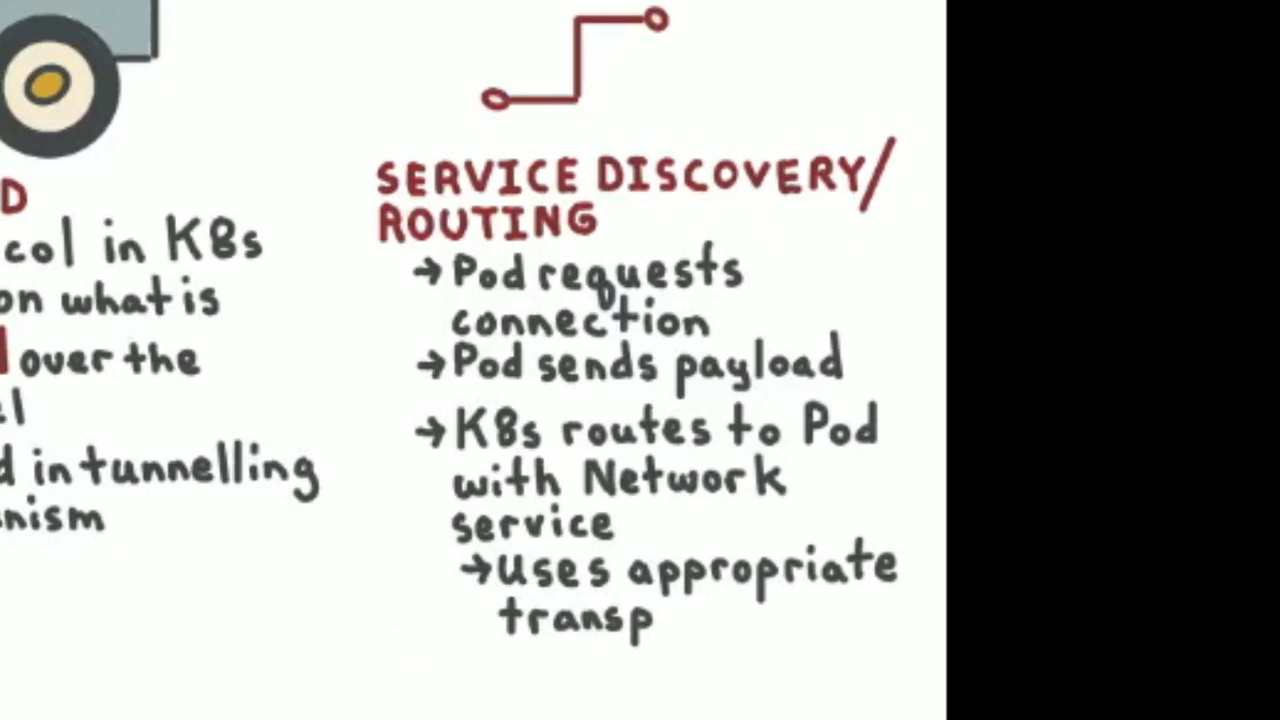 D
col in K8s
on what is
over the
el
d in tunnelling
nism
SERVICE DISCOVERY/
ROUTING
→ Pod requests
connection
→ Pod sends payload
→ K8s routes to Pod
with Network
service
→ Uses appropriate
transp